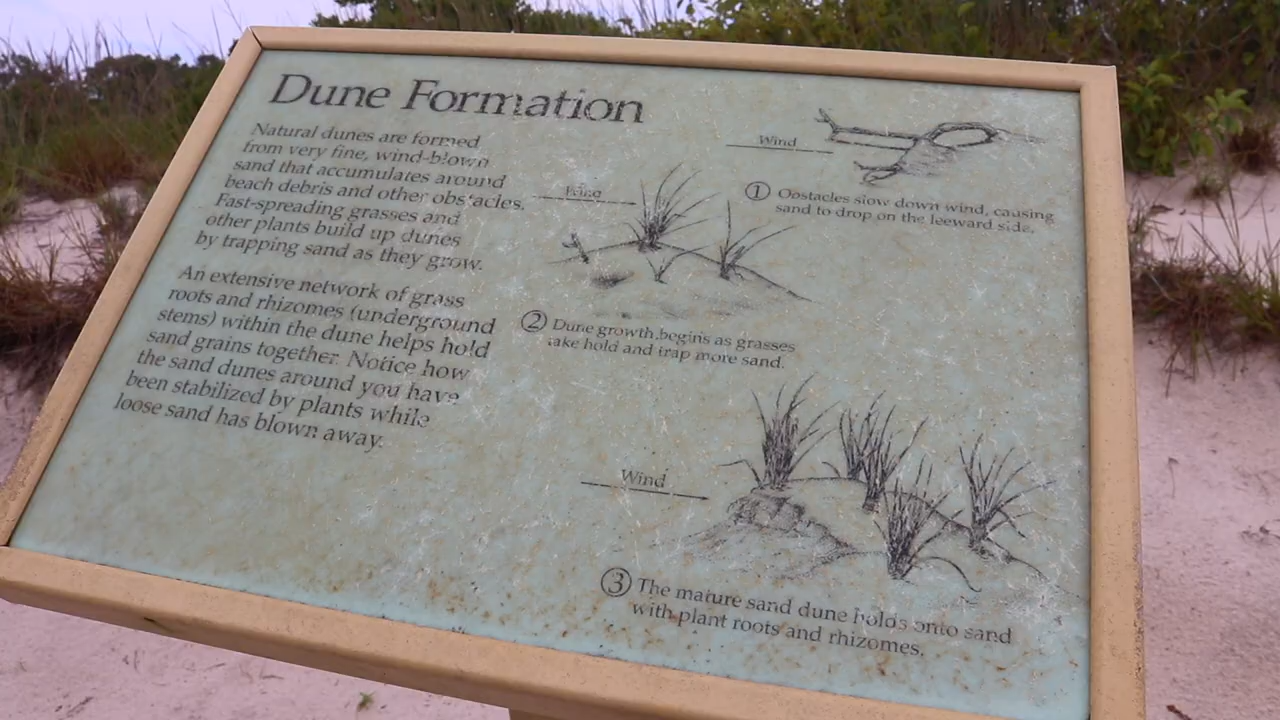 Dune Formation
Natural dunes are formed
from very fine, wind-blown
sand that accumulates around
beach debris and other obstacles.
Fast-spreading grasses and
other plants build up dunes
by trapping sand as they grow.
An extensive network of grass
roots and rhizomes (underground
stems) within the dune helps hold
sand grains together. Notice how
the sand dunes around you have
been stabilized by plants while
loose sand has blown away.
Wind
① Obstacles slow down wind, causing
sand to drop on the leeward side.
Wind
② Dune growth begins as grasses
take hold and trap more sand.
Wind
③ The mature sand dune holds onto sand
with plant roots and rhizomes.